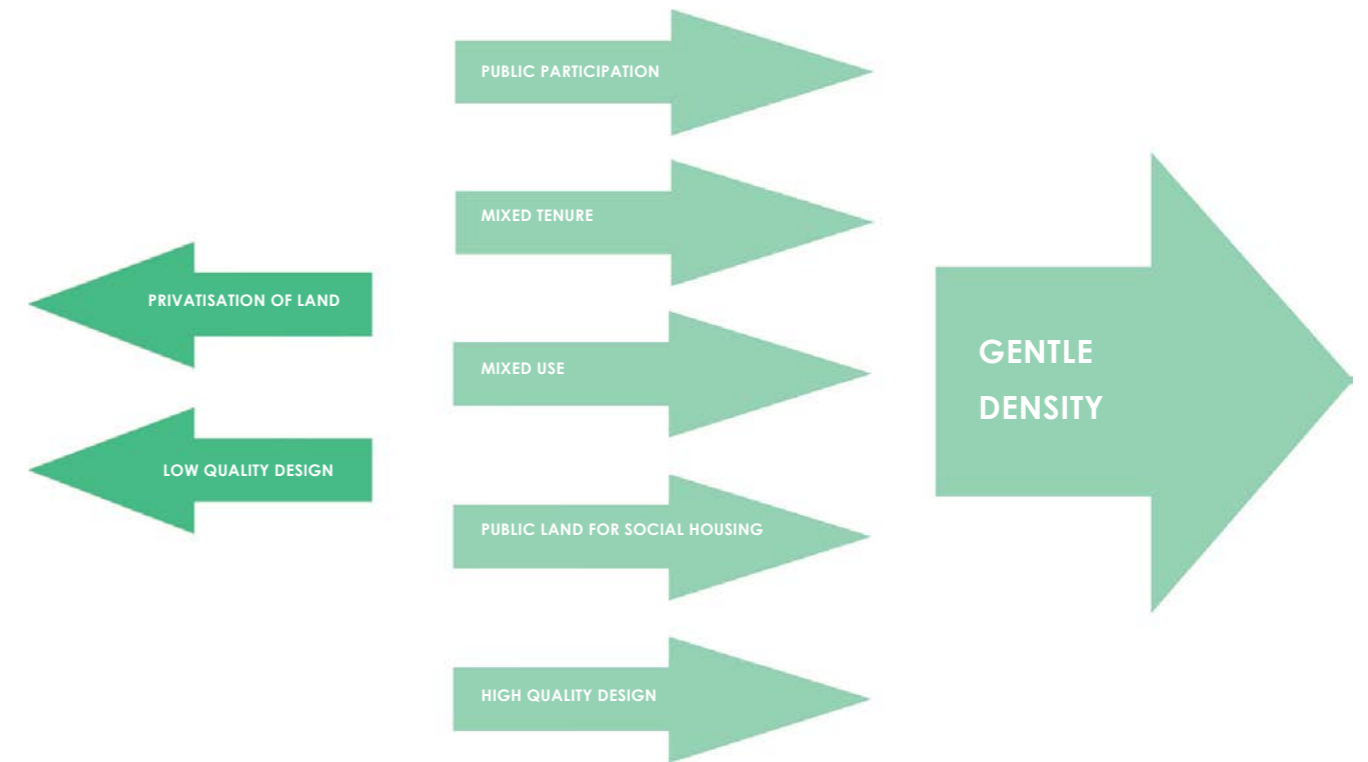 PRIVATISATION OF LAND
LOW QUALITY DESIGN
PUBLIC PARTICIPATION
MIXED TENURE
MIXED USE
PUBLIC LAND FOR SOCIAL HOUSING
HIGH QUALITY DESIGN
GENTLE
DENSITY